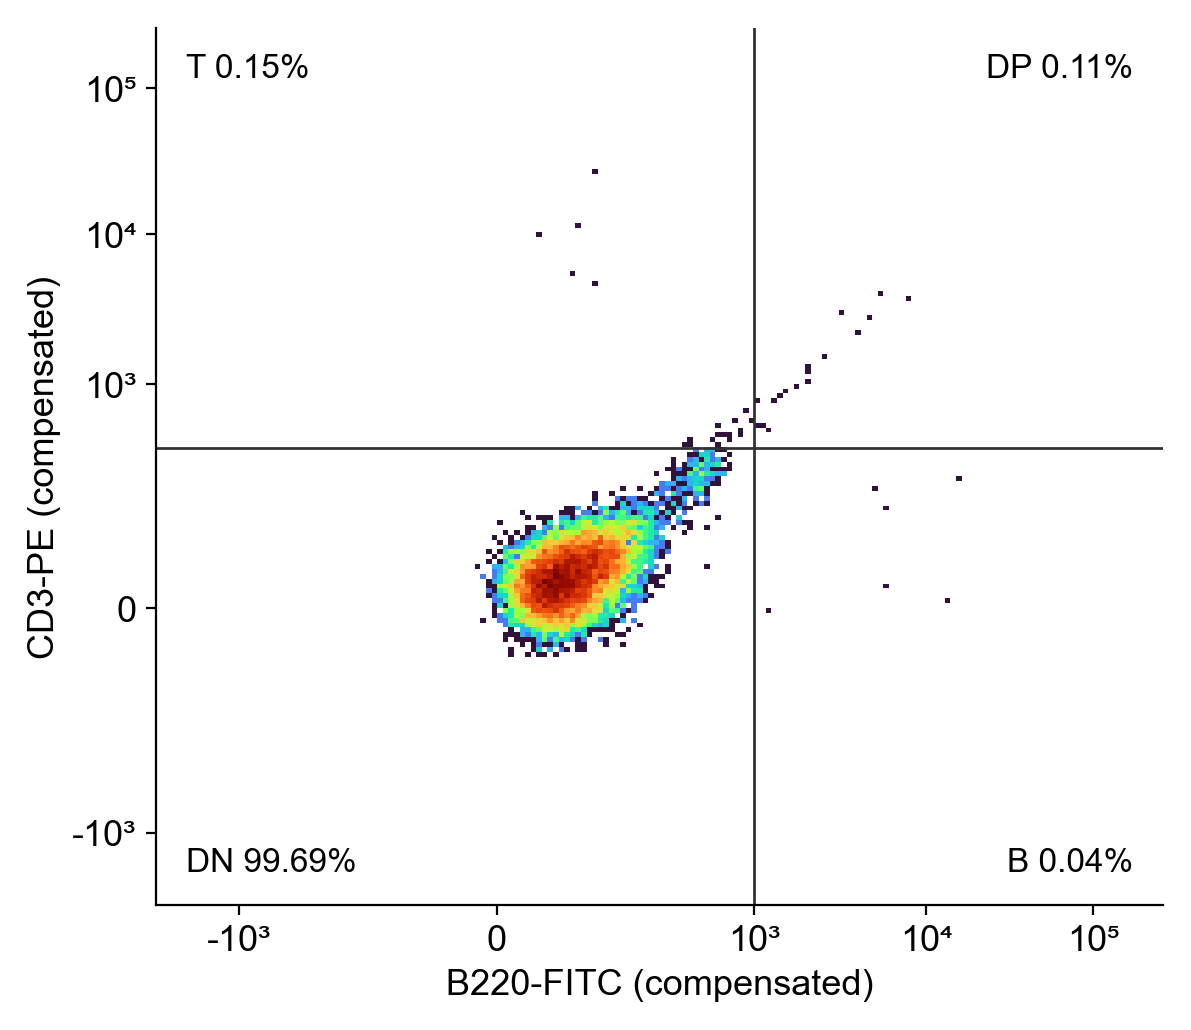 T 0.15%
DP 0.11%
10⁵
10⁴
10³
0
-10³
CD3-PE (compensated)
DN 99.69%
B 0.04%
-10³
0
10³
10⁴
10⁵
B220-FITC (compensated)